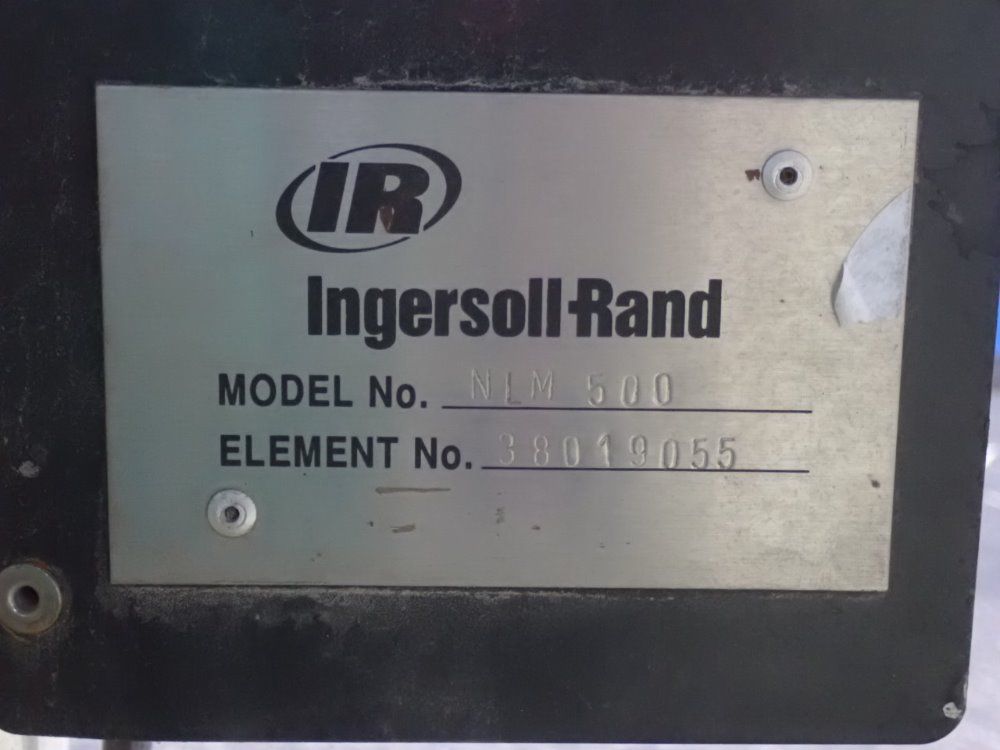 IR
Ingersoll-Rand
MODEL No. NLM 500
ELEMENT No. 38019055